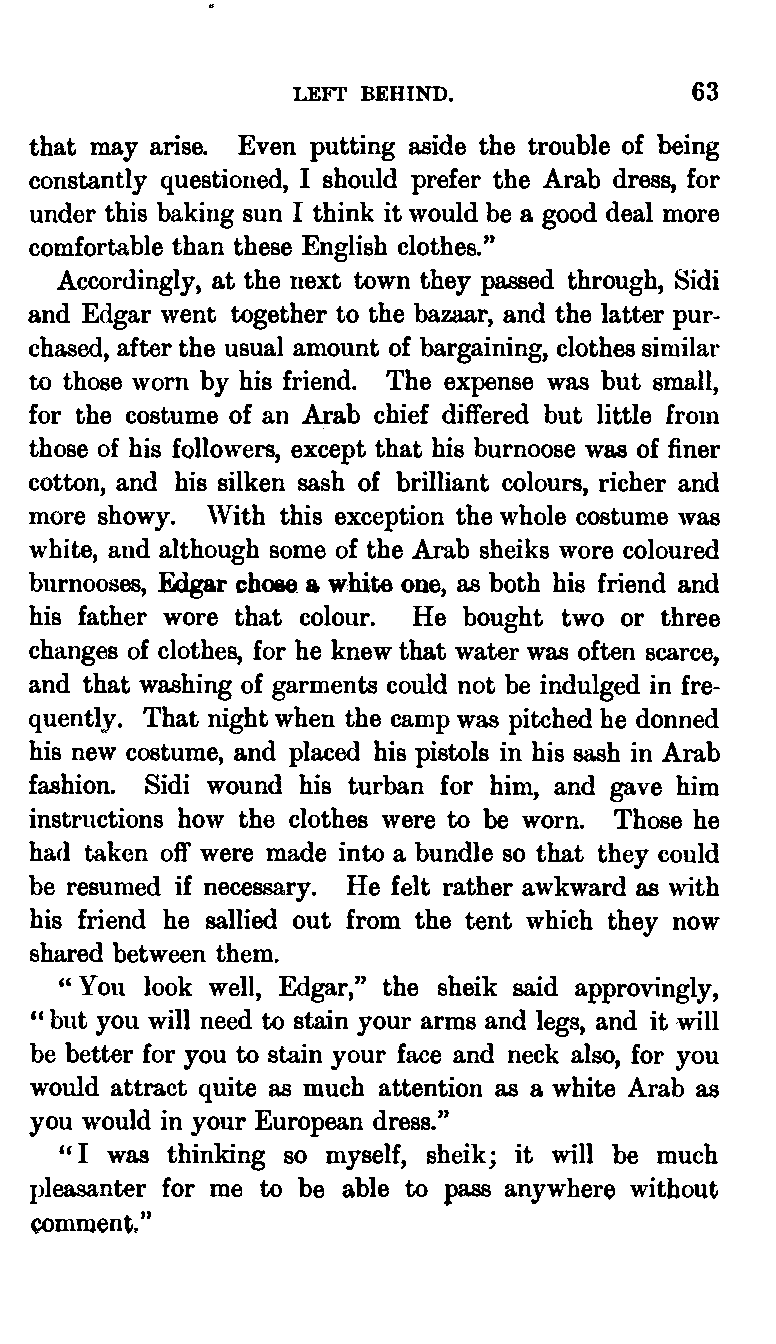 LEFT BEHIND. 63
that may arise. Even putting aside the trouble of being
constantly questioned, I should prefer the Arab dress, for
under this baking sun I think it would be a good deal more
comfortable than these English clothes."
Accordingly, at the next town they passed through, Sidi
and Edgar went together to the bazaar, and the latter pur-
chased, after the usual amount of bargaining, clothes similar
to those worn by his friend. The expense was but small,
for the costume of an Arab chief differed but little from
those of his followers, except that his burnoose was of finer
cotton, and his silken sash of brilliant colours, richer and
more showy. With this exception the whole costume was
white, and although some of the Arab sheiks wore coloured
burnooses, Edgar chose a white one, as both his friend and
his father wore that colour. He bought two or three
changes of clothes, for he knew that water was often scarce,
and that washing of garments could not be indulged in fre-
quently. That night when the camp was pitched he donned
his new costume, and placed his pistols in his sash in Arab
fashion. Sidi wound his turban for him, and gave him
instructions how the clothes were to be worn. Those he
had taken off were made into a bundle so that they could
be resumed if necessary. He felt rather awkward as with
his friend he sallied out from the tent which they now
shared between them.
"You look well, Edgar," the sheik said approvingly,
"but you will need to stain your arms and legs, and it will
be better for you to stain your face and neck also, for you
would attract quite as much attention as a white Arab as
you would in your European dress."
"I was thinking so myself, sheik; it will be much
pleasanter for me to be able to pass anywhere without
comment."